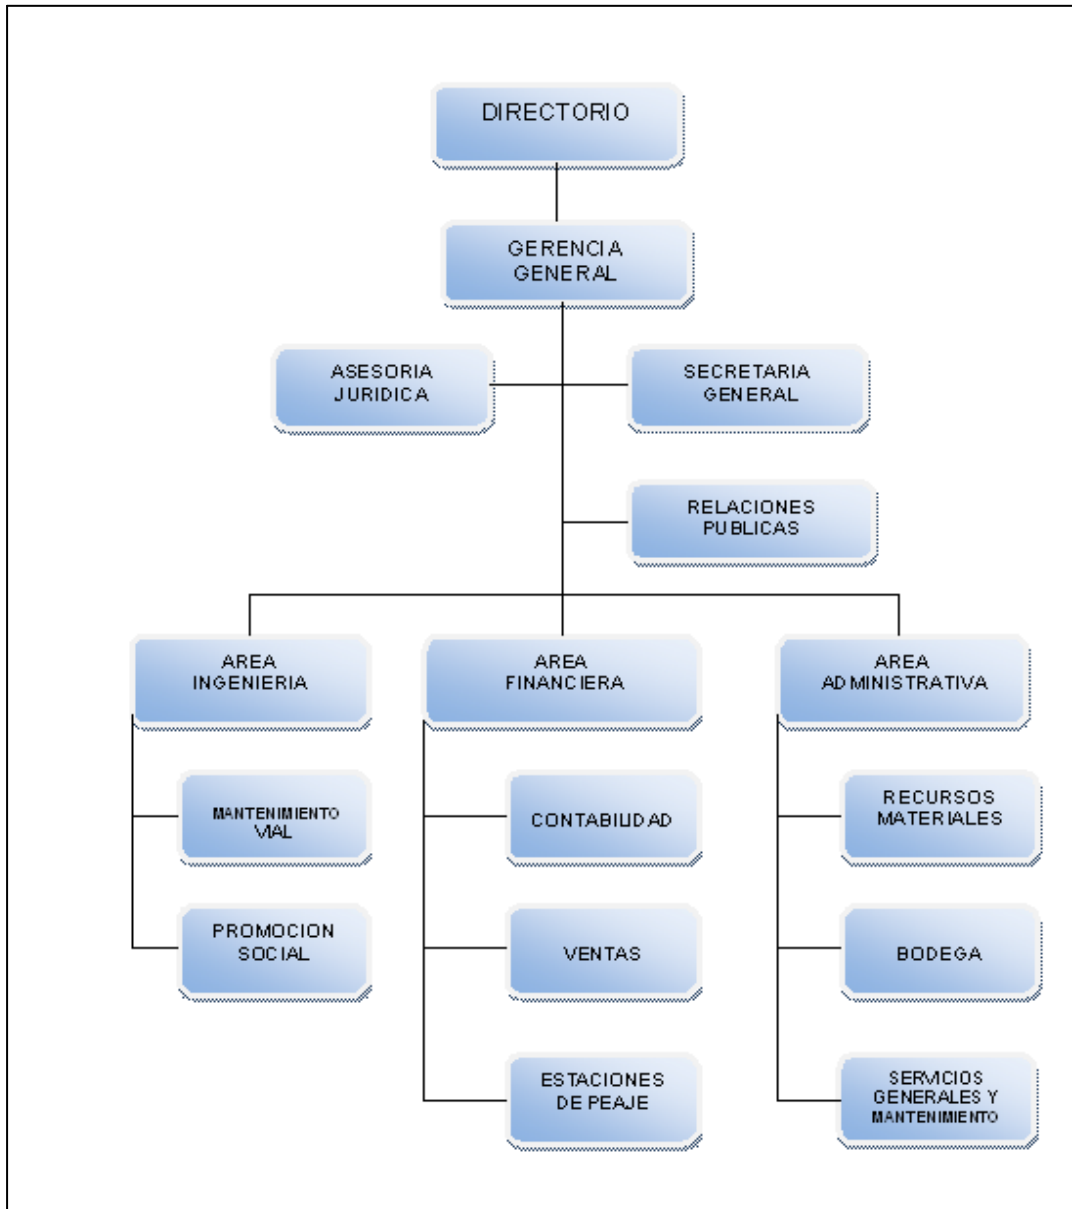 DIRECTORIO
GERENCIA
GENERAL
ASESORIA
JURIDICA
SECRETARIA
GENERAL
RELACIONES
PUBLICAS
AREA
INGENIERIA
AREA
FINANCIERA
AREA
ADMINISTRATIVA
MANTENIMIENTO
VIAL
CONTABILIDAD
RECURSOS
MATERIALES
PROMOCION
SOCIAL
VENTAS
BODEGA
ESTACIONES
DE PEAJE
SERVICIOS
GENERALES Y
MANTENIMIENTO